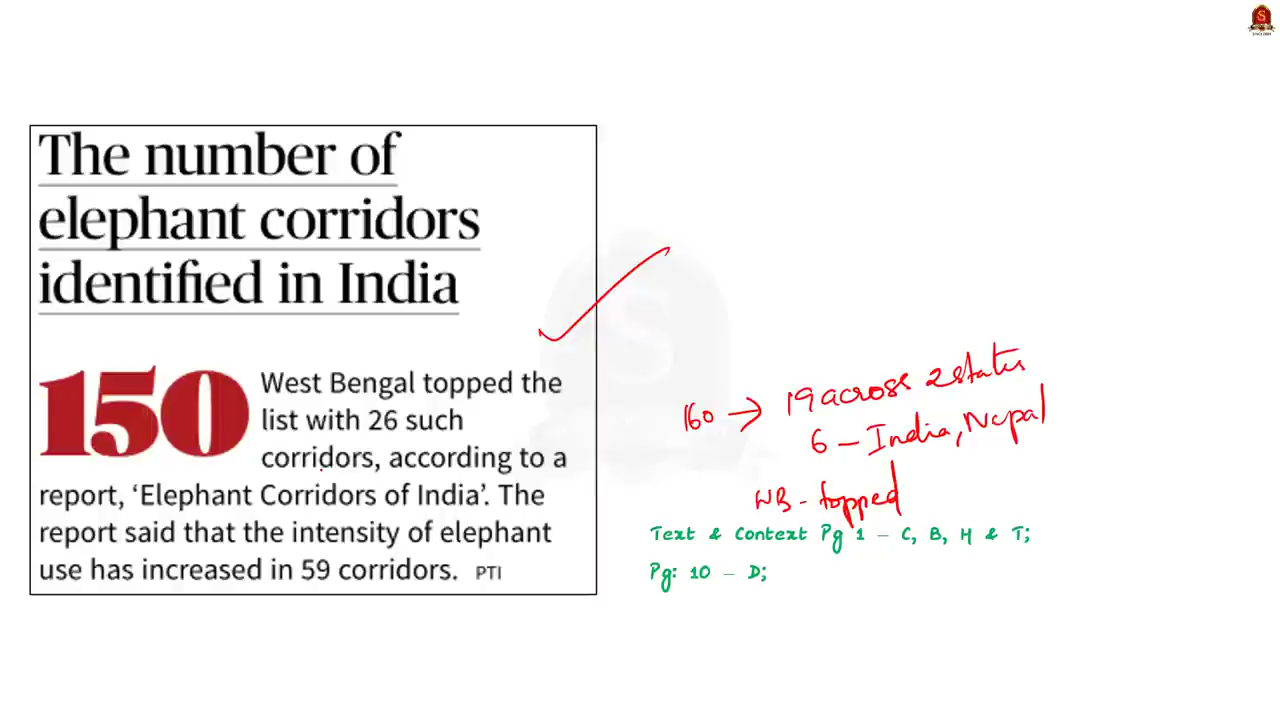 The number of
elephant corridors
identified in India
150
West Bengal topped the
list with 26 such
corridors, according to a
report, ‘Elephant Corridors of India’. The
report said that the intensity of elephant
use has increased in 59 corridors. PTI
160 → 19 across 2 states
6 – India, Nepal
WB - topped
Text & Context Pg 1 – C, B, H & T;
Pg: 10 – D;
S